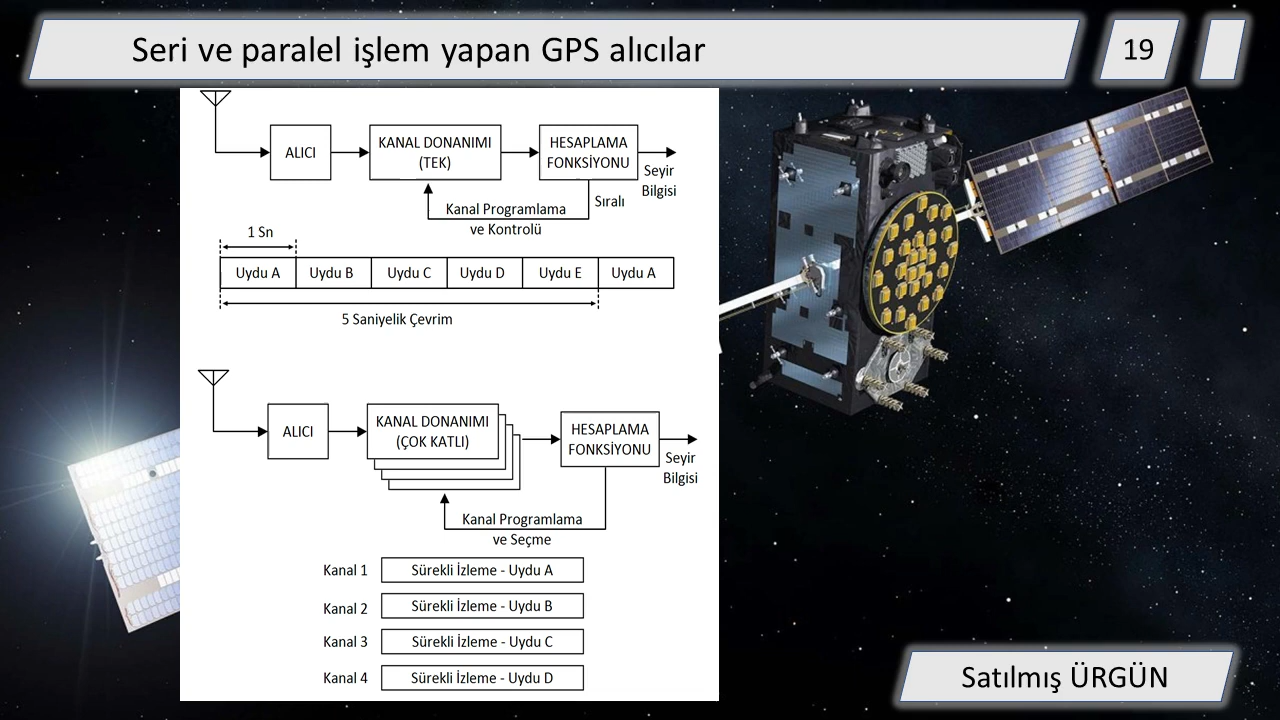 Seri ve paralel işlem yapan GPS alıcılar
19
ALICI
KANAL DONANIMI
(TEK)
HESAPLAMA
FONKSİYONU
Seyir
Bilgisi
Sıralı
Kanal Programlama
ve Kontrolü
1 Sn
Uydu A
Uydu B
Uydu C
Uydu D
Uydu E
Uydu A
5 Saniyelik Çevrim
ALICI
KANAL DONANIMI
(ÇOK KATLI)
HESAPLAMA
FONKSİYONU
Seyir
Bilgisi
Kanal Programlama
ve Seçme
Kanal 1
Sürekli İzleme - Uydu A
Kanal 2
Sürekli İzleme - Uydu B
Kanal 3
Sürekli İzleme - Uydu C
Kanal 4
Sürekli İzleme - Uydu D
Satılmış ÜRGÜN